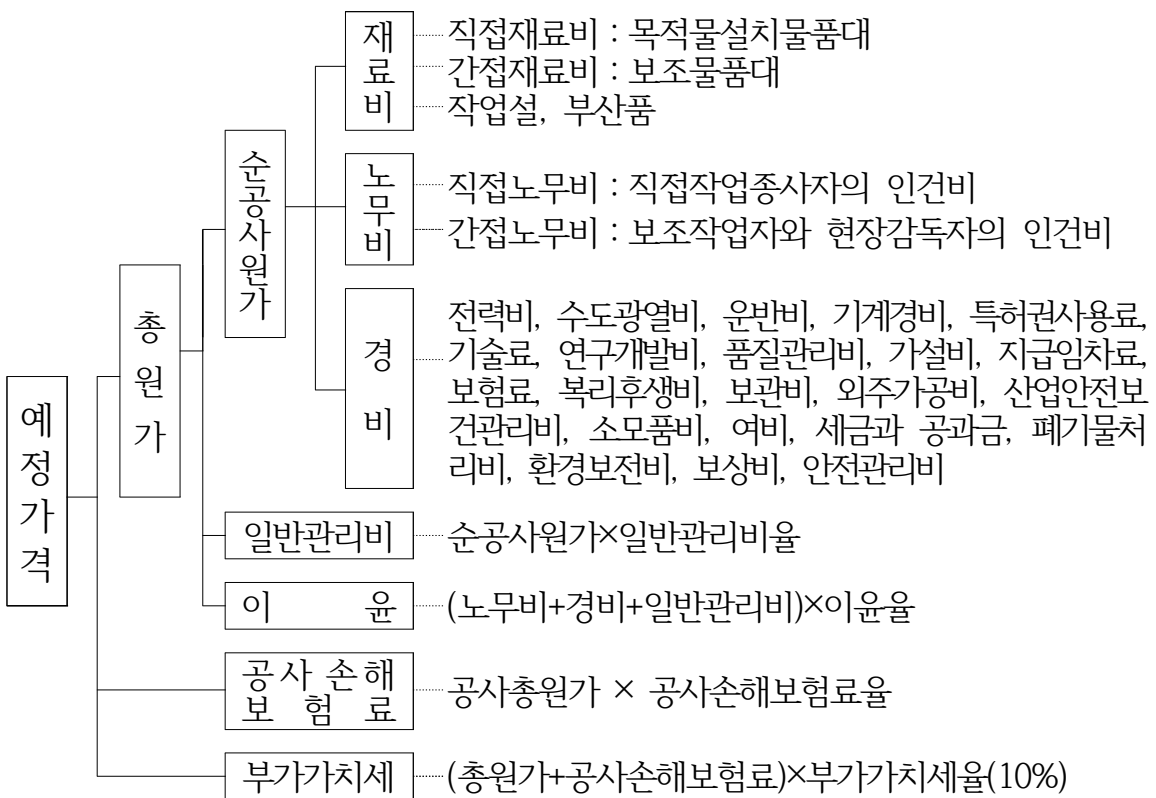 재료비
직접재료비 : 목적물설치물품대
간접재료비 : 보조물품대
작업설, 부산품
순공사원가
노무비
직접노무비 : 직접작업종사자의 인건비
간접노무비 : 보조작업자와 현장감독자의 인건비
총원가
경비
전력비, 수도광열비, 운반비, 기계경비, 특허권사용료,
기술료, 연구개발비, 품질관리비, 가설비, 지급임차료,
보험료, 복리후생비, 보관비, 외주가공비, 산업안전보
건관리비, 소모품비, 여비, 세금과 공과금, 폐기물처
리비, 환경보전비, 보상비, 안전관리비
예정가격
일반관리비
순공사원가×일반관리비율
이 윤
(노무비+경비+일반관리비)×이윤율
공사 손해
보 험 료
공사총원가 × 공사손해보험료율
부가가치세
(총원가+공사손해보험료)×부가가치세율(10%)